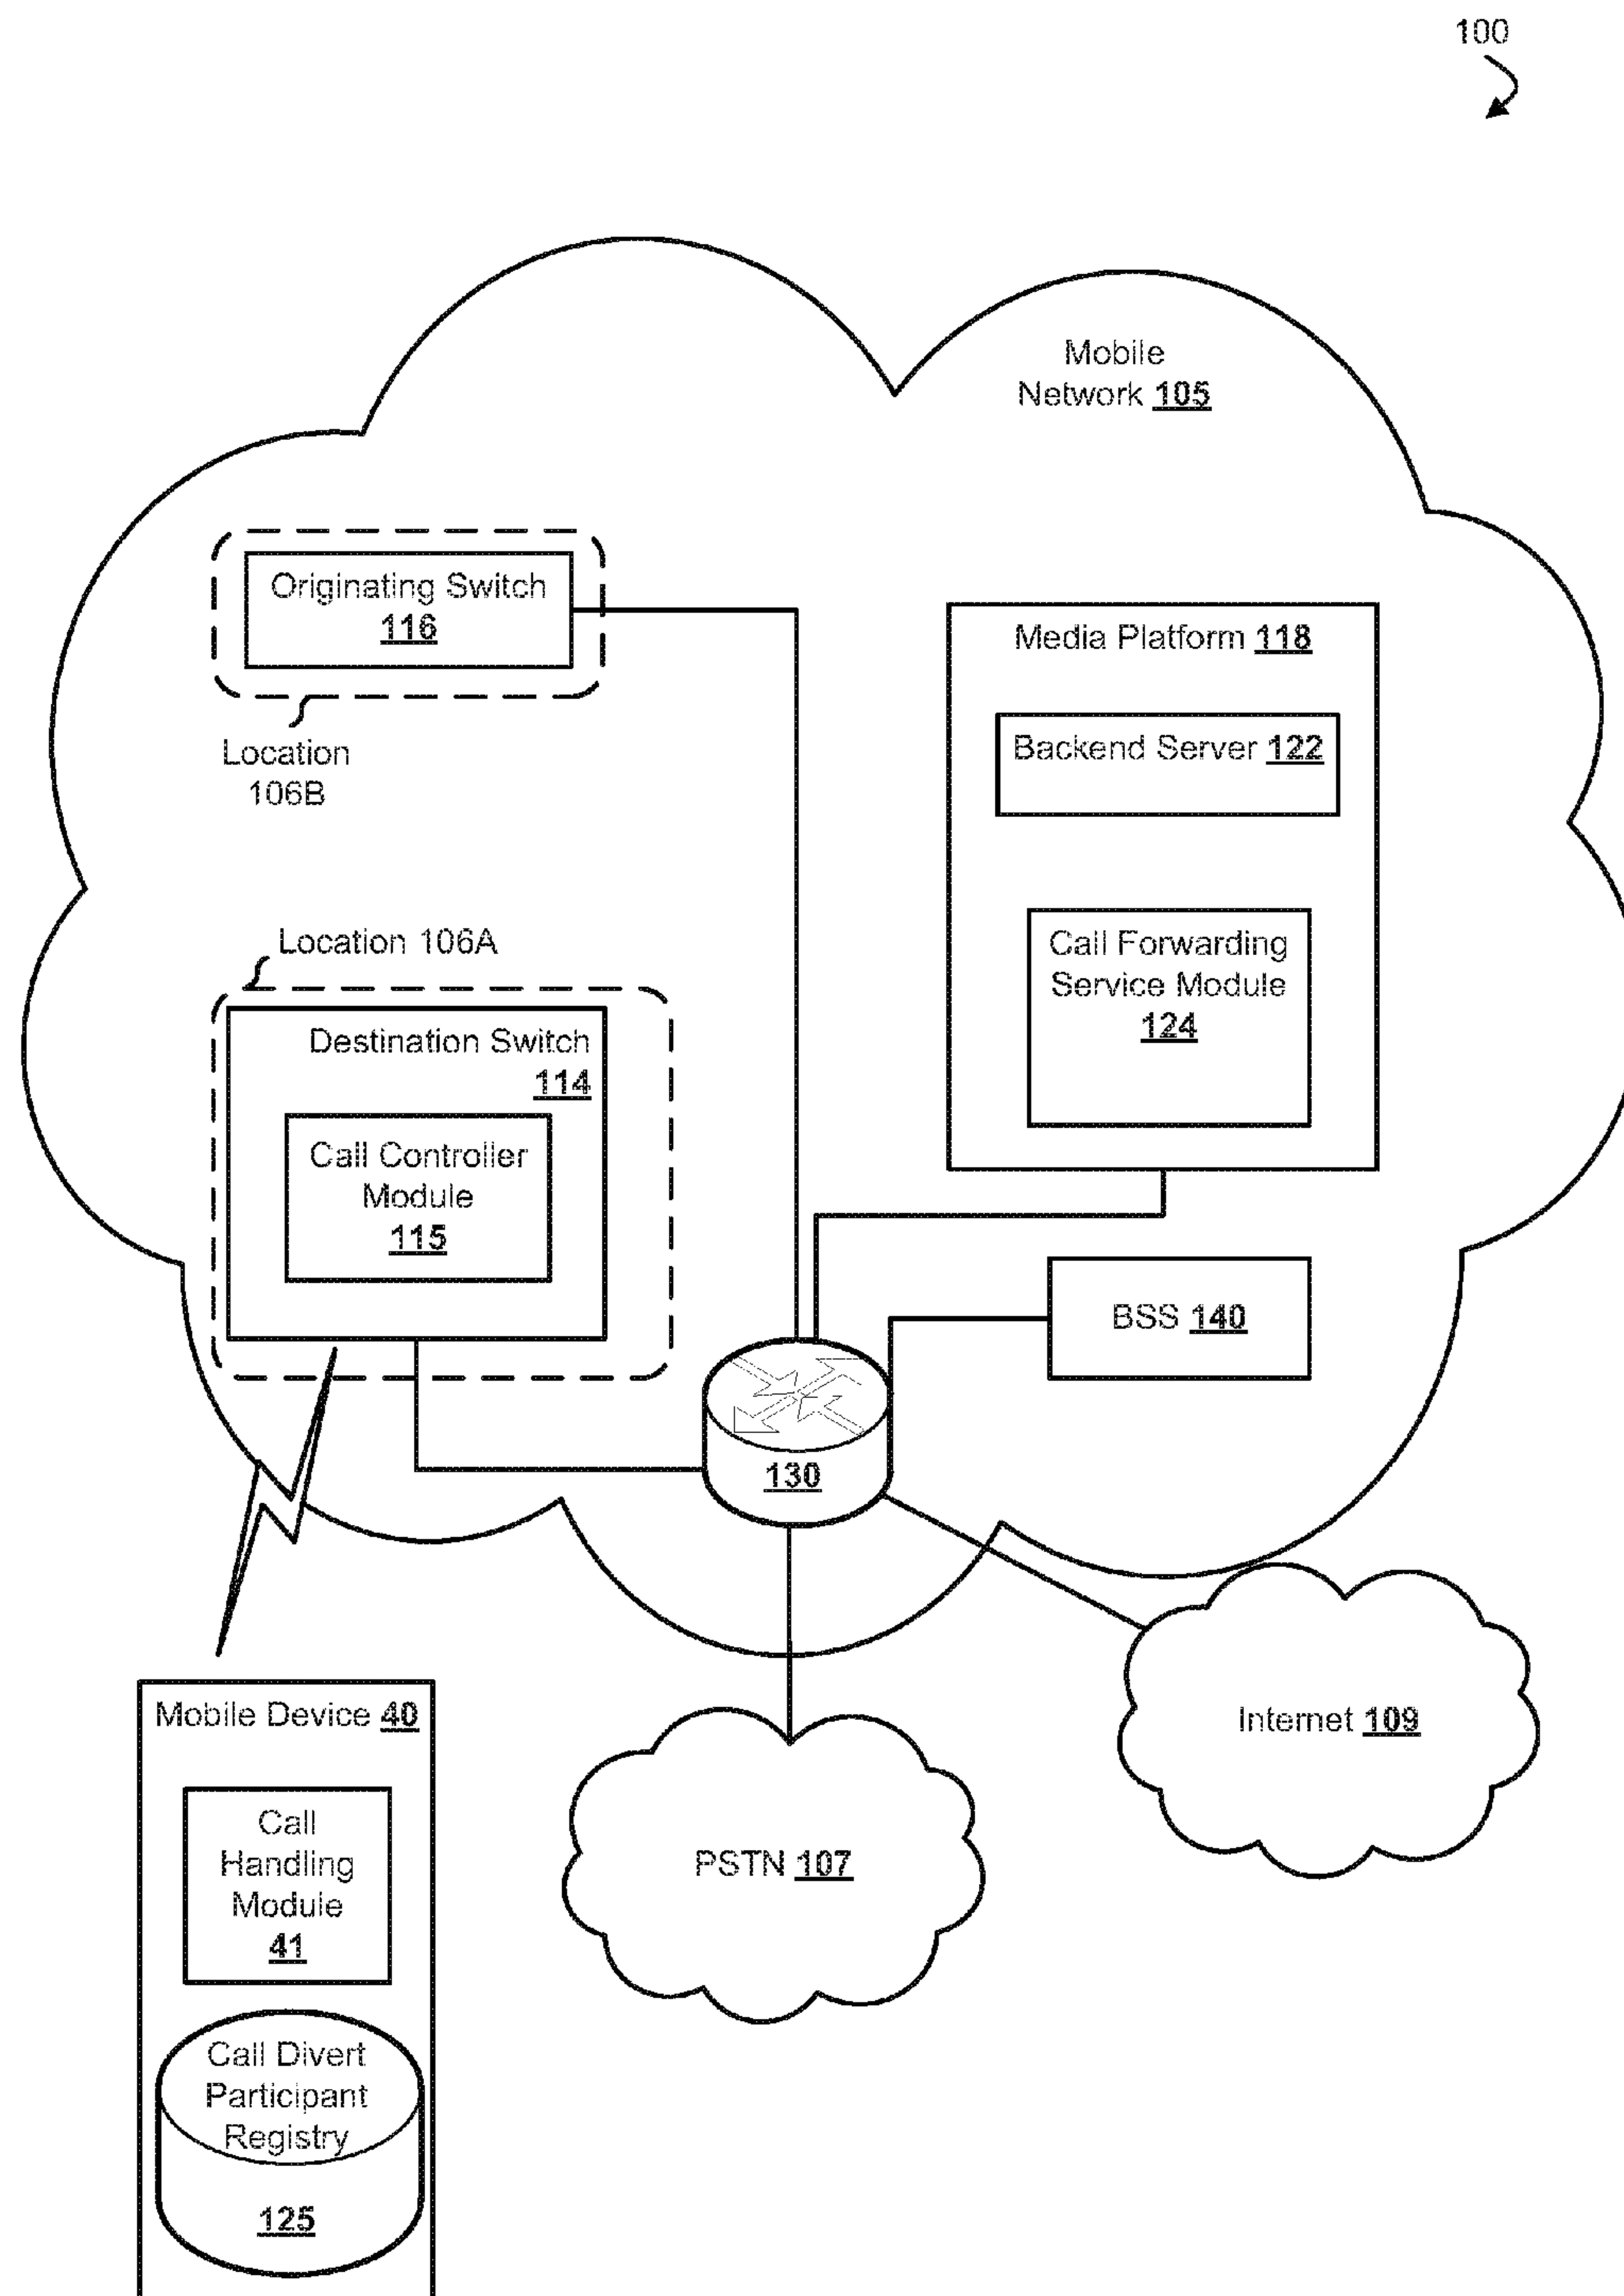 100
Mobile
Network 105
Originating Switch
116
Location
106B
Media Platform 118
Backend Server 122
Call Forwarding
Service Module
124
Location 106A
Destination Switch
114
Call Controller
Module
115
BSS 140
130
Mobile Device 40
Call
Handling
Module
41
Call Divert
Participant
Registry
125
PSTN 107
Internet 109